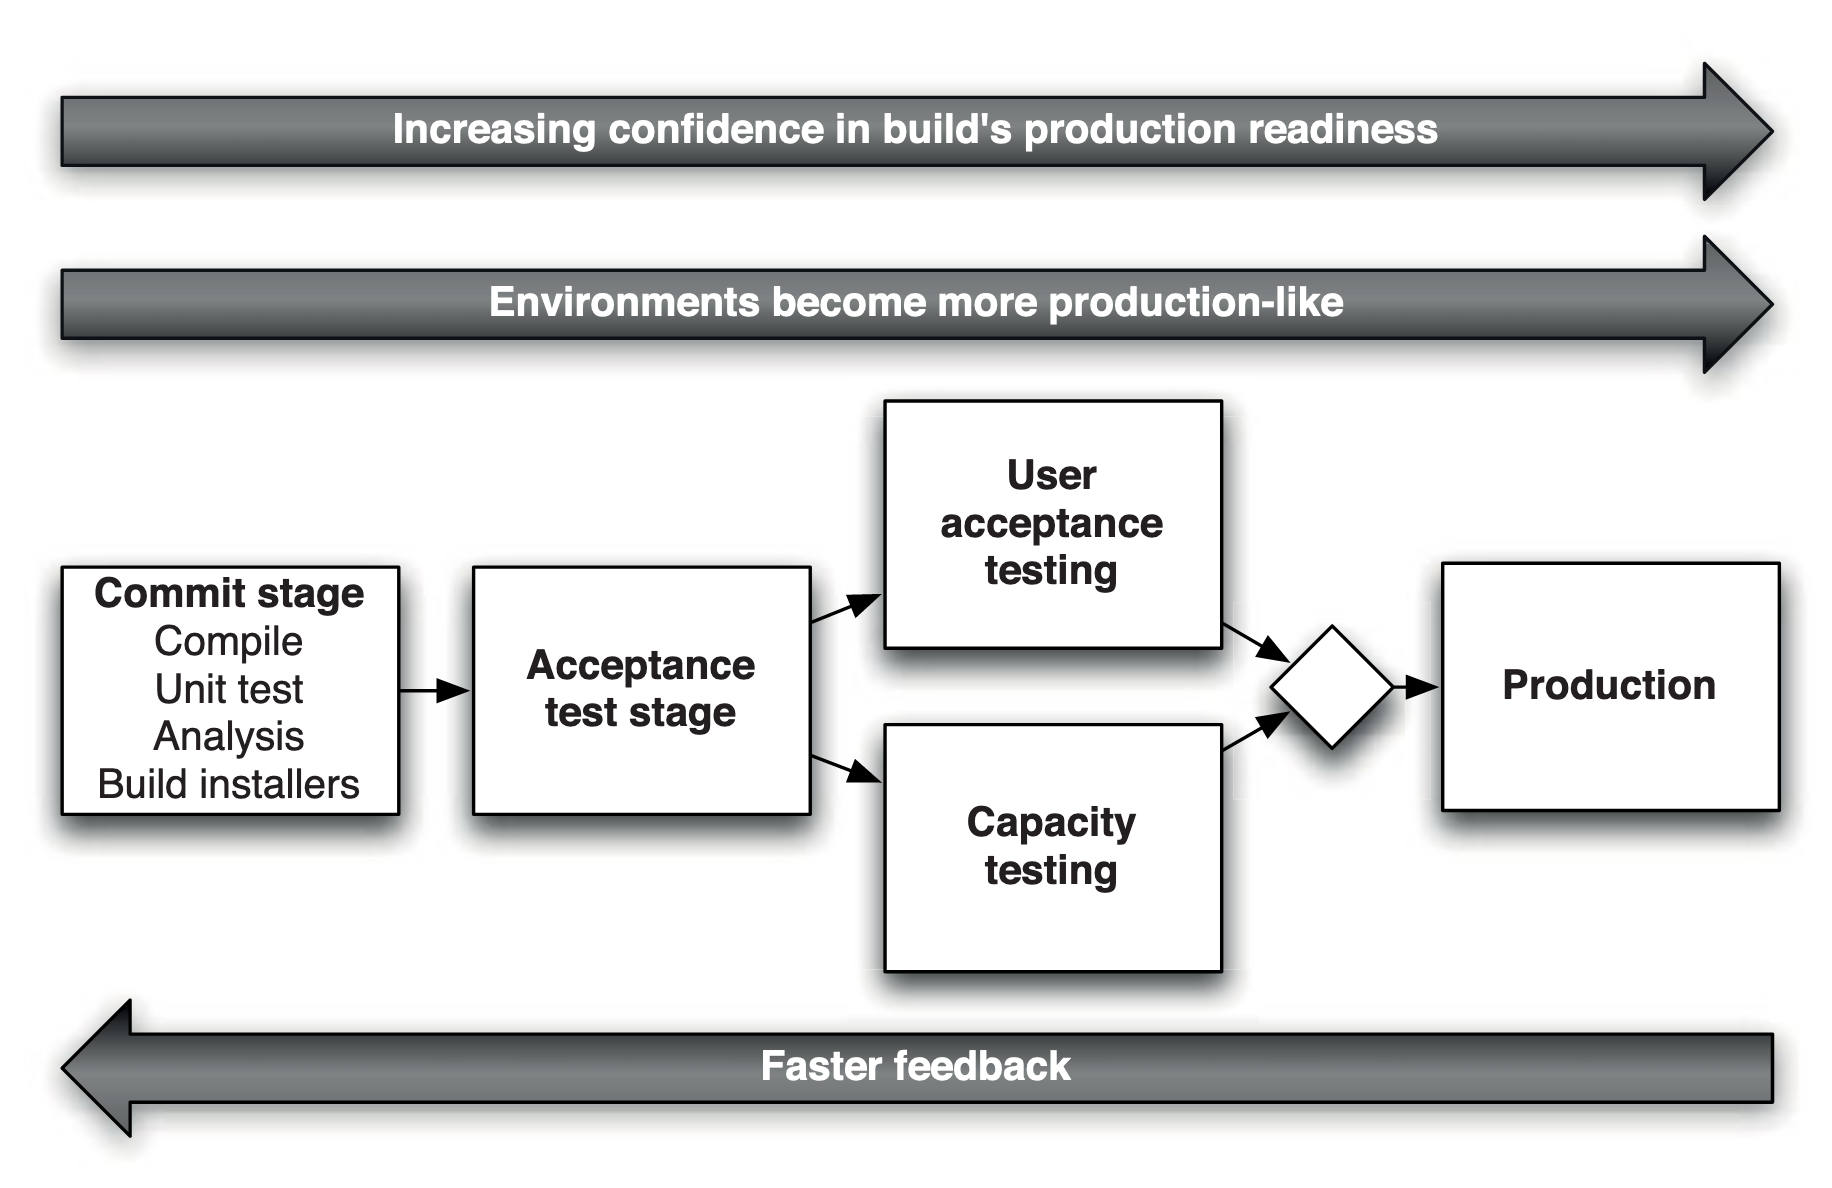 Increasing confidence in build's production readiness
Environments become more production-like
Commit stage
Compile
Unit test
Analysis
Build installers
Acceptance
test stage
User
acceptance
testing
Capacity
testing
Production
Faster feedback